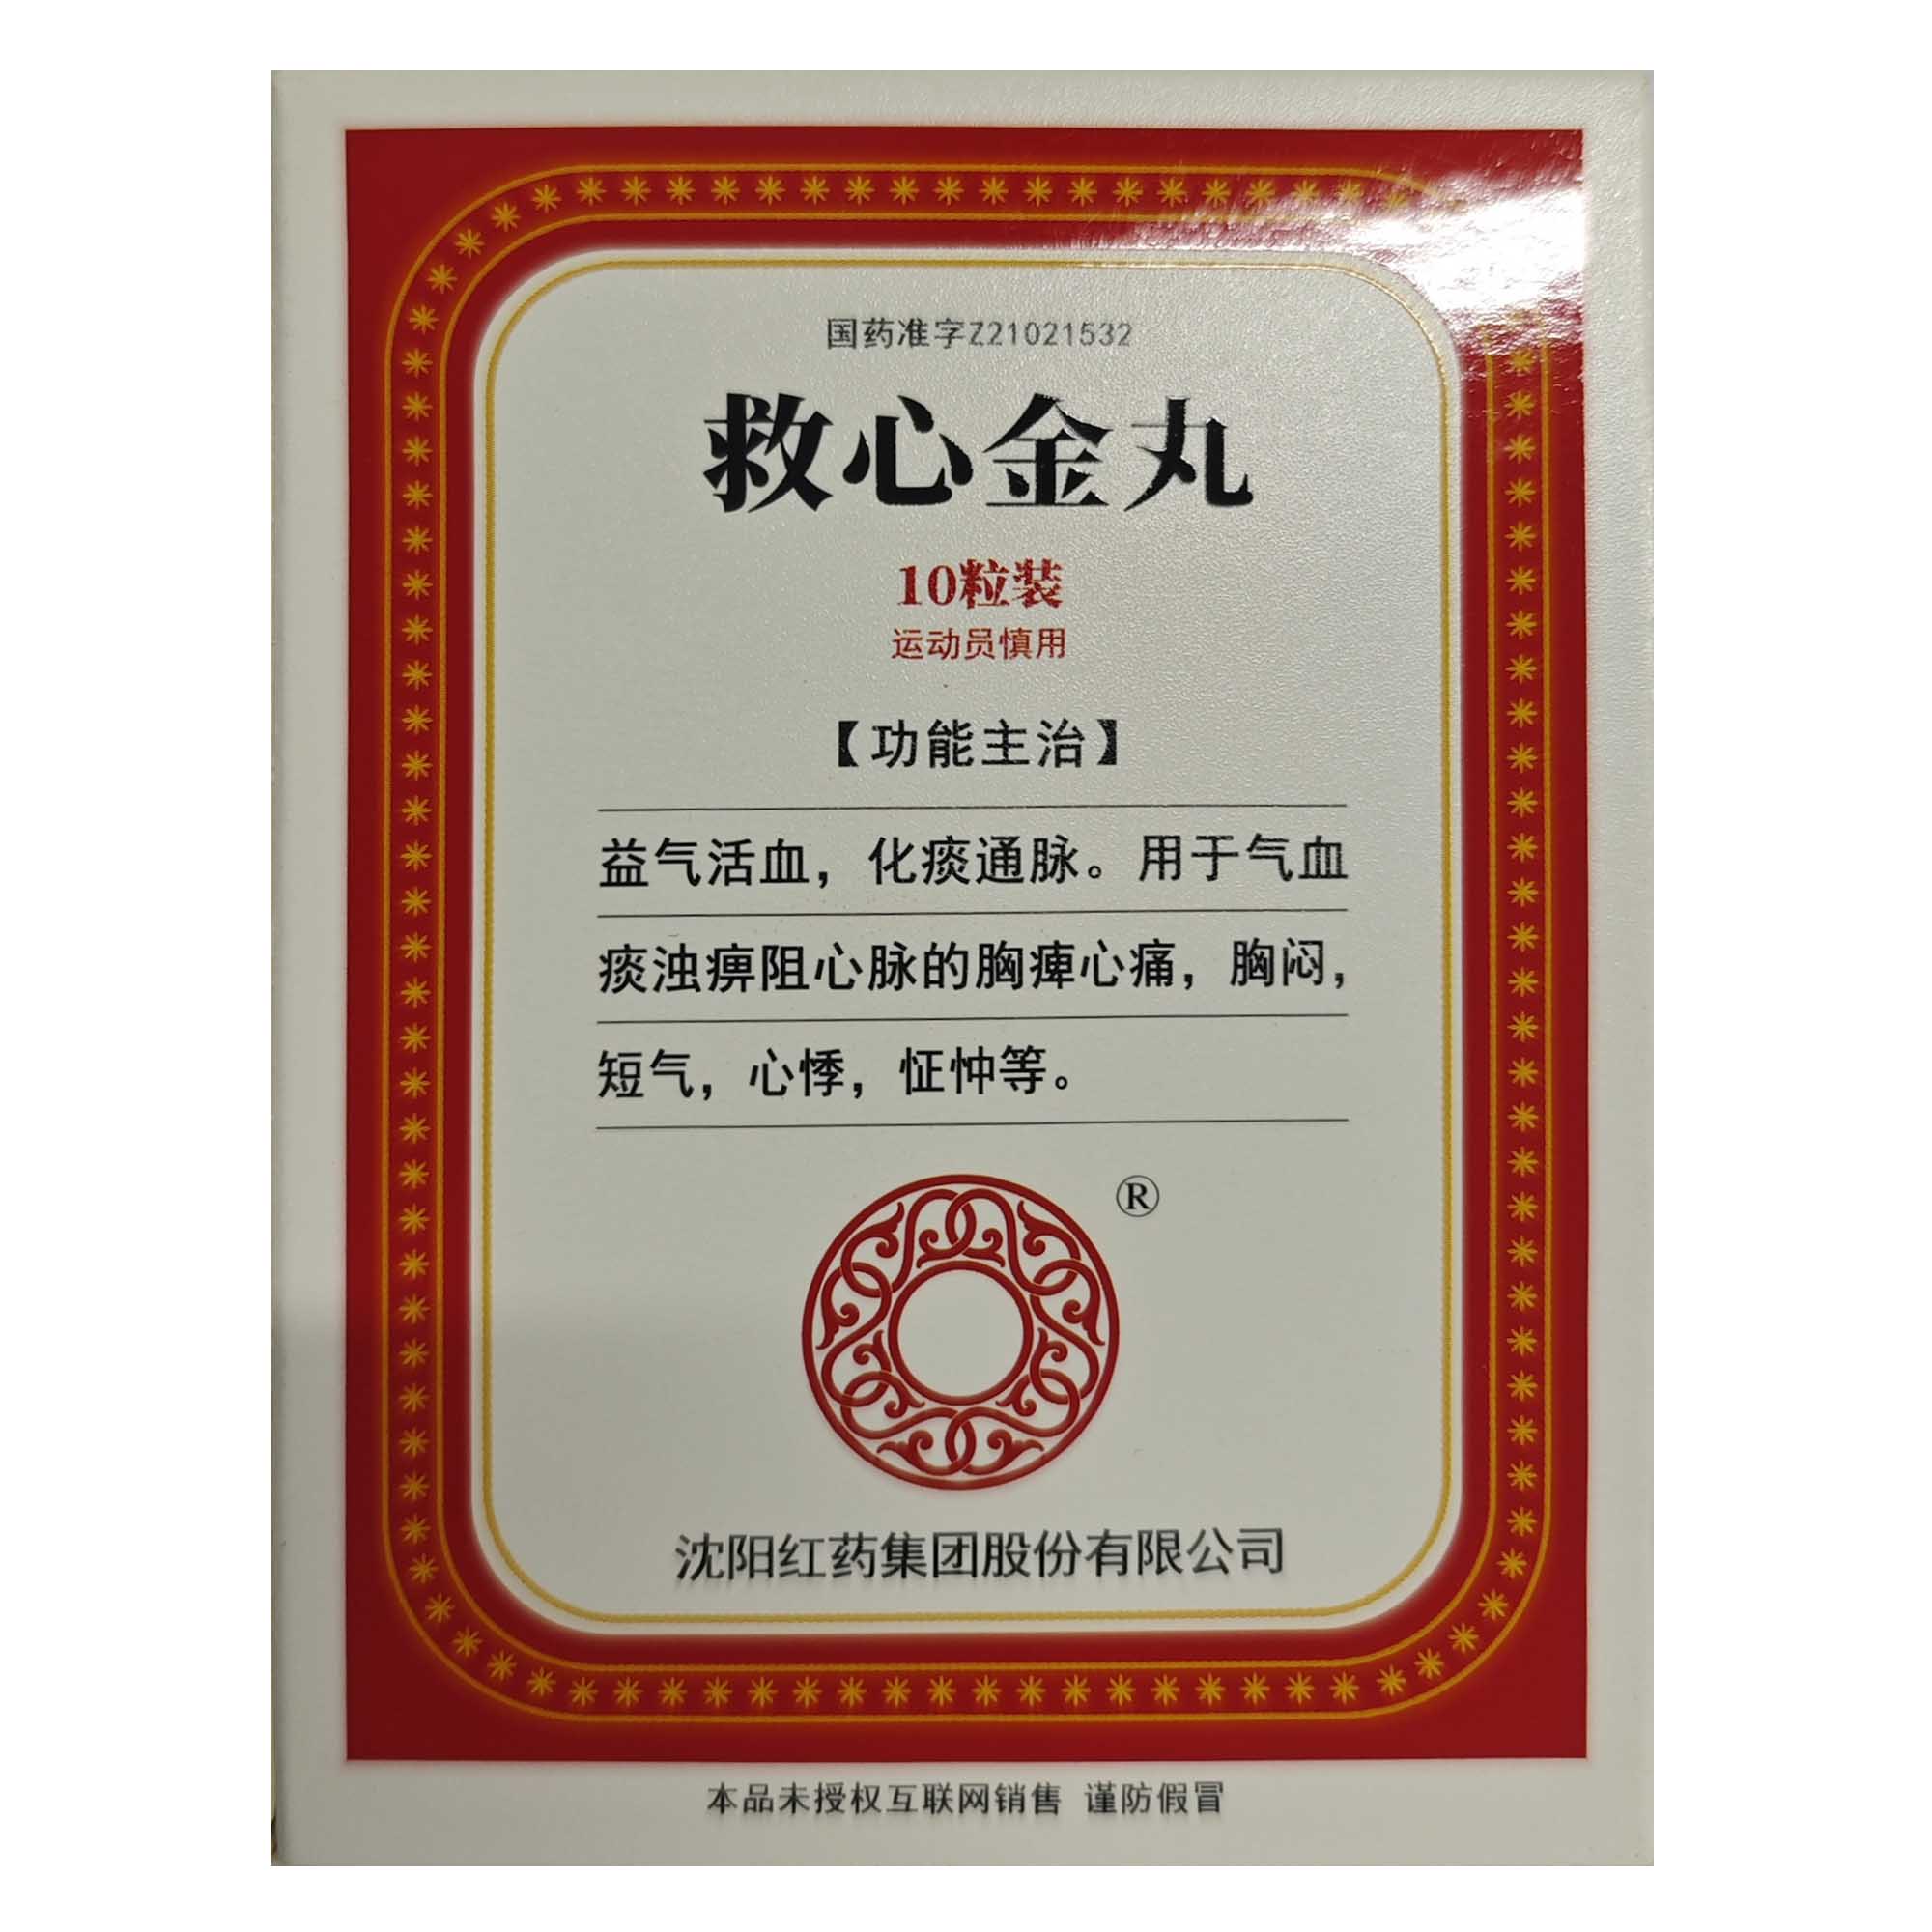 国药准字Z21021532
救心金丸
10粒装
运动员慎用
【功能主治】
益气活血，化痰通脉。用于气血
痰浊痹阻心脉的胸痺心痛，胸闷，
短气，心悸，怔忡等。
®
沈阳红药集团股份有限公司
本品未授权互联网销售 谨防假冒